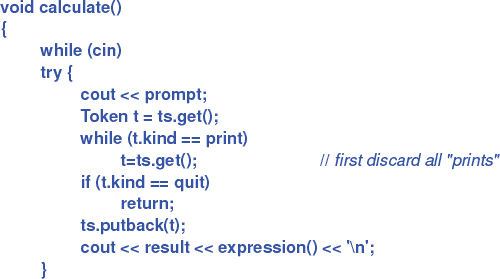 void calculate()
{
while (cin)
try {
cout << prompt;
Token t = ts.get();
while (t.kind == print)
t=ts.get(); // first discard all "prints"
if (t.kind == quit)
return;
ts.putback(t);
cout << result << expression() << '\n';
}